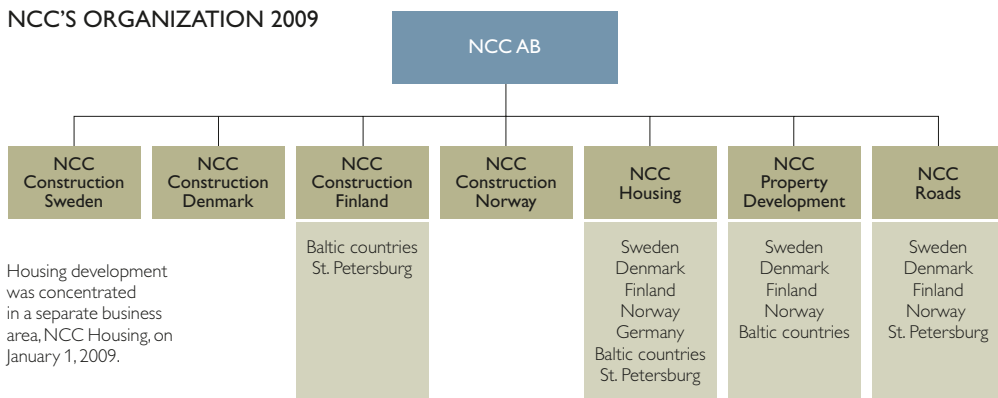 NCC'S ORGANIZATION 2009
NCC AB
NCC
Construction
Sweden
NCC
Construction
Denmark
NCC
Construction
Finland
NCC
Construction
Norway
NCC
Housing
NCC
Property
Development
NCC
Roads
Housing development
was concentrated
in a separate business
area, NCC Housing, on
January 1, 2009.
Baltic countries
St. Petersburg
Sweden
Denmark
Finland
Norway
Germany
Baltic countries
St. Petersburg
Sweden
Denmark
Finland
Norway
Baltic countries
Sweden
Denmark
Finland
Norway
St. Petersburg